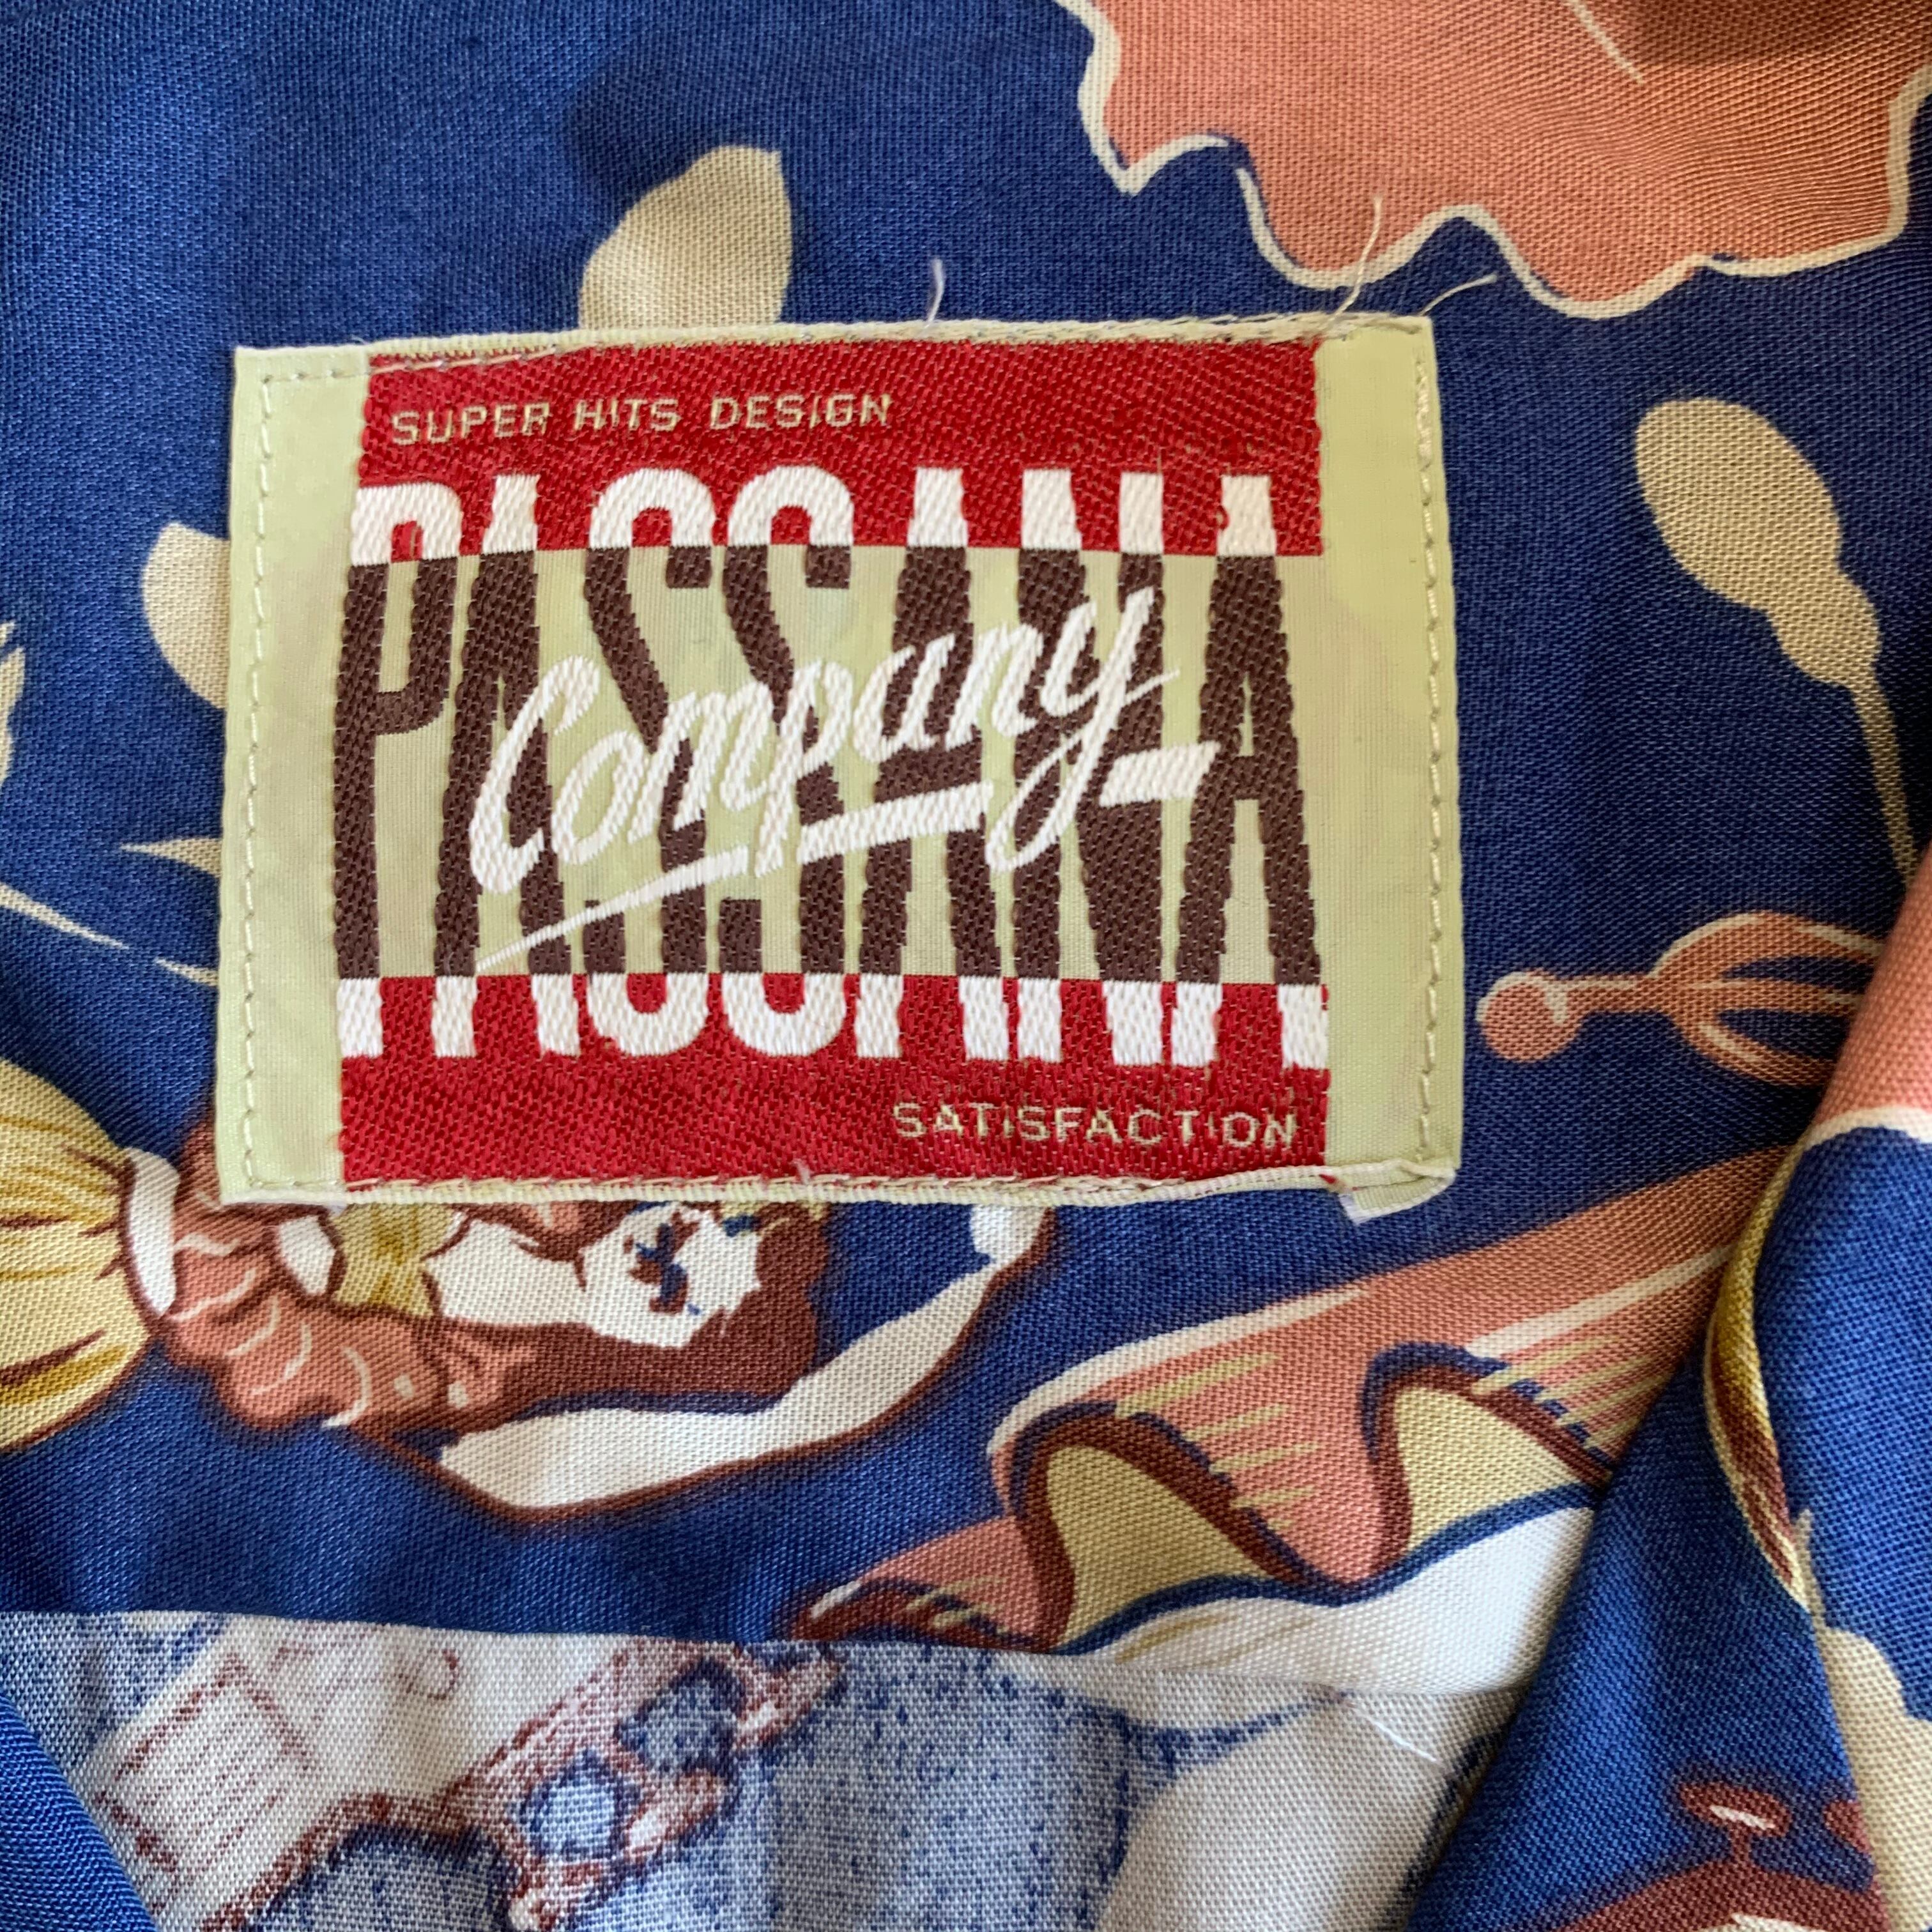 SUPER HITS DESIGN
PASSANA
Company
SATISFACTION